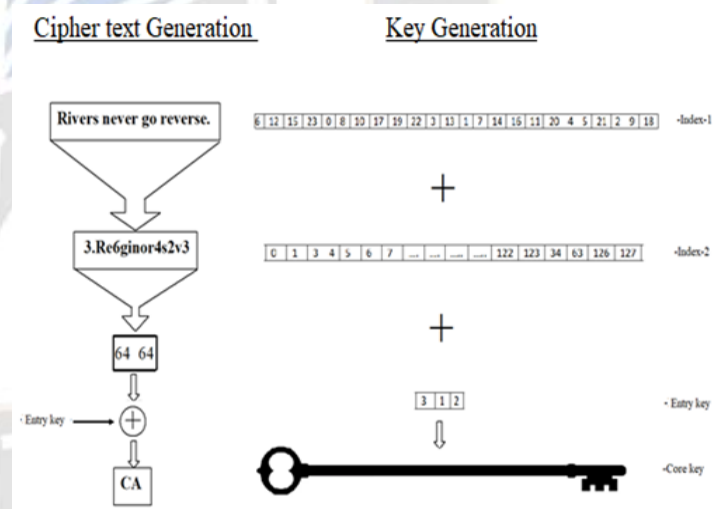 Cipher text Generation
Key Generation
Rivers never go reverse.
6 12 15 23 0 8 10 17 19 22 3 13 1 7 14 16 11 20 4 5 21 2 9 18
-Index-1
+
3.Re6ginor4s2v3
0 1 3 4 5 6 7 ... ... ... ... 122 123 34 63 126 127
-Index-2
+
64 64
3 1 2
- Entry key
- Entry key
+
CA
-Core key